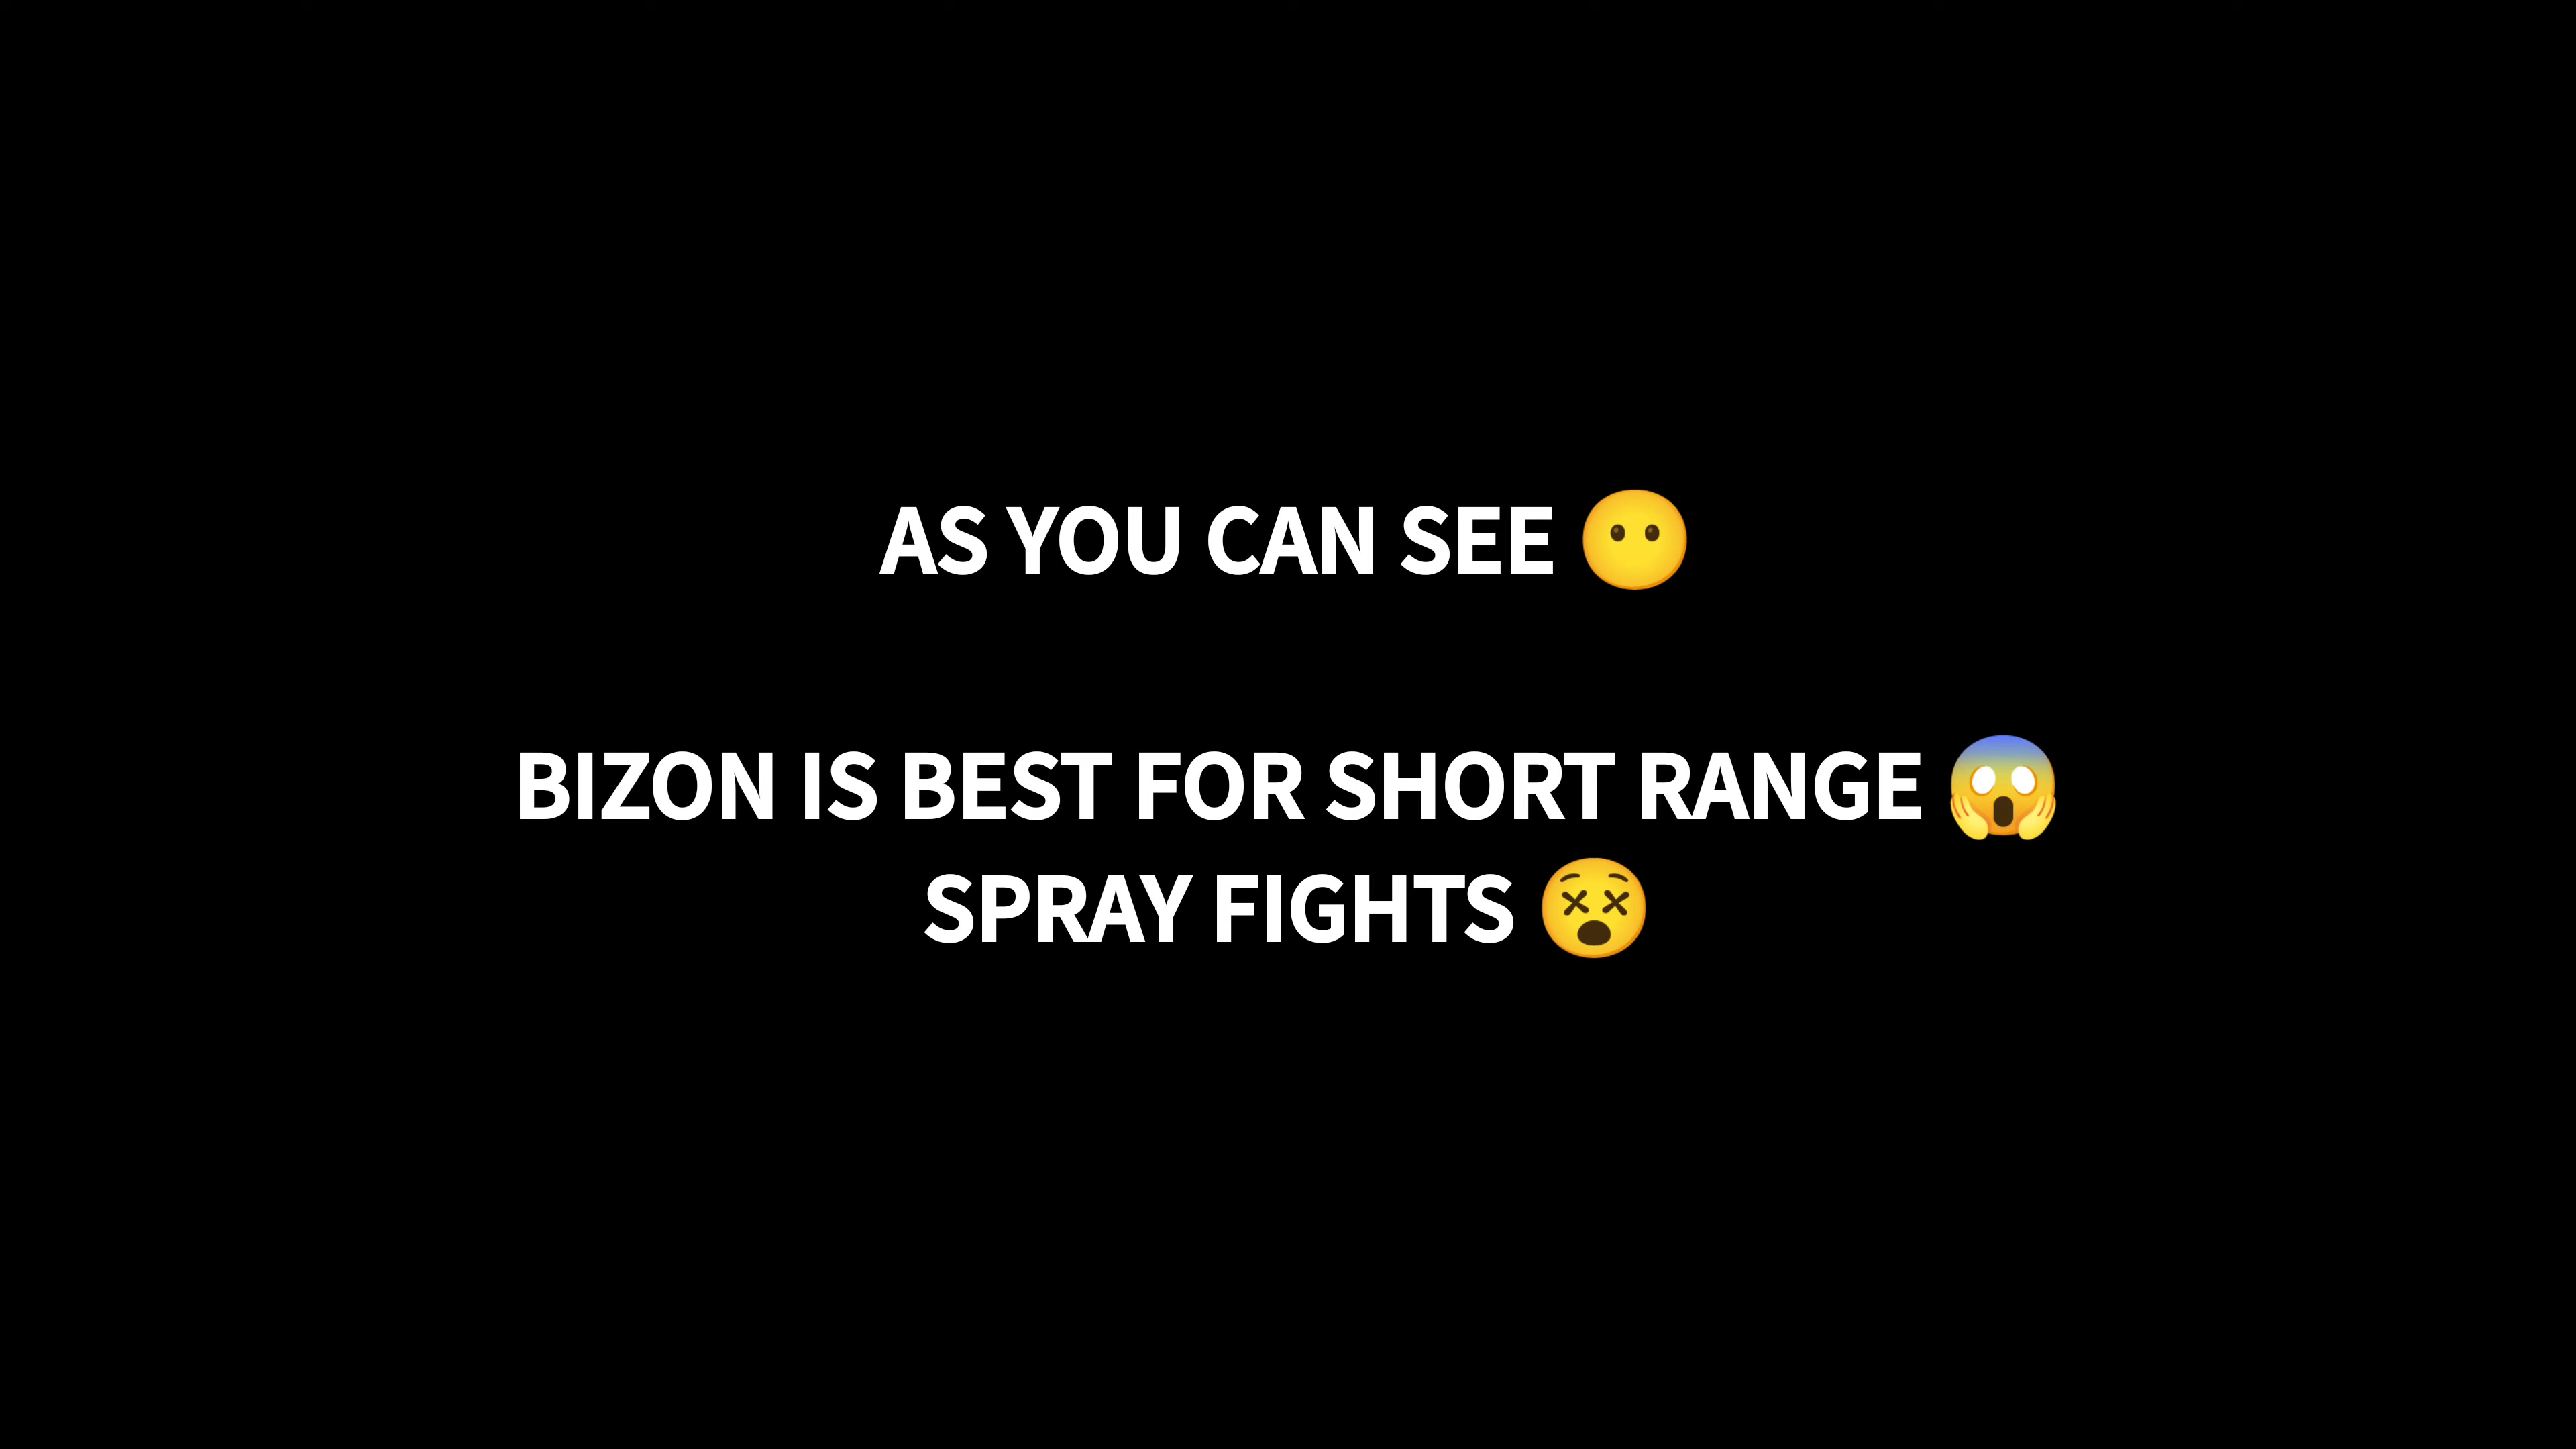 AS YOU CAN SEE 😶
BIZON IS BEST FOR SHORT RANGE 😱
SPRAY FIGHTS 😵